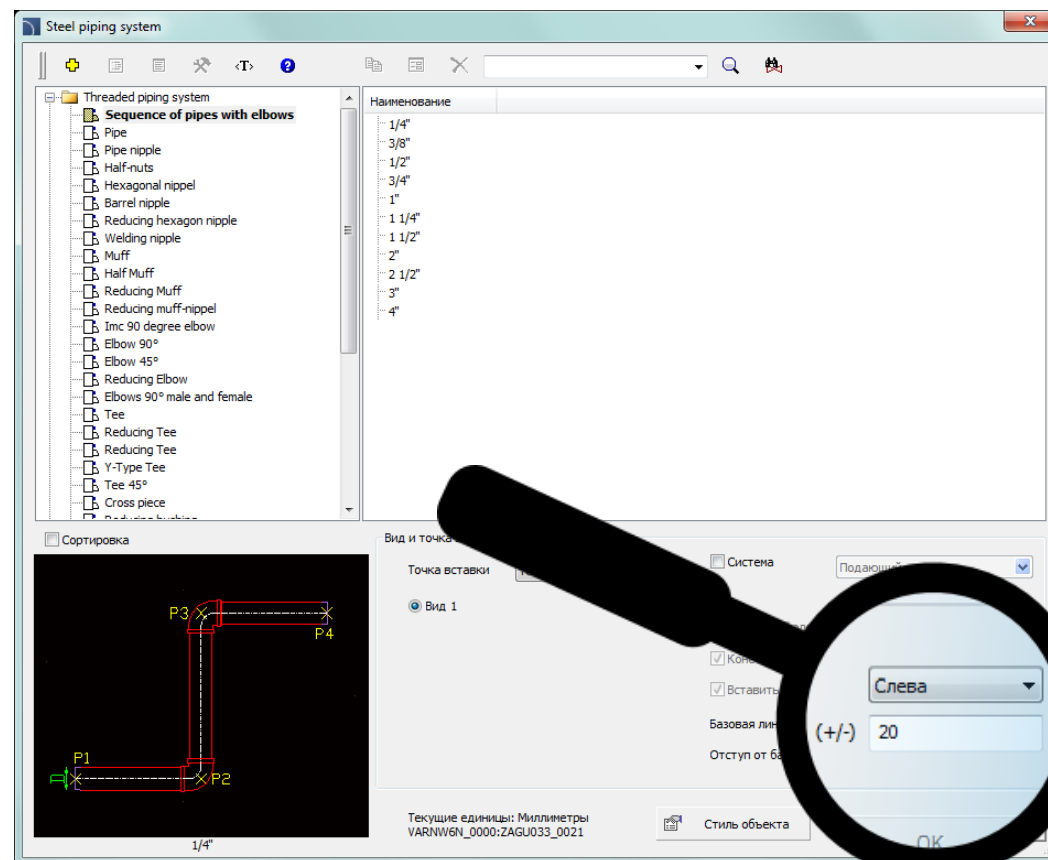 Steel piping system
<T>
Threaded piping system
Sequence of pipes with elbows
Pipe
Pipe nipple
Half-nuts
Hexagonal nippel
Barrel nipple
Reducing hexagon nipple
Welding nipple
Muff
Half Muff
Reducing Muff
Reducing muff-nippel
Imc 90 degree elbow
Elbow 90°
Elbow 45°
Reducing Elbow
Elbows 90° male and female
Tee
Reducing Tee
Reducing Tee
Y-Type Tee
Tee 45°
Cross piece
Reducing bushing
Наименование
1/4"
3/8"
1/2"
3/4"
1"
1 1/4"
1 1/2"
2"
2 1/2"
3"
4"
Сортировка
P3
P4
P1
D
P2
1/4"
Вид и точка
Точка вставки
Вид 1
Система
Подающий
Вставить
Базовая
Слева
Отступ от
(+/-) 20
Текущие единицы: Миллиметры
VARNW6N_0000:ZAGU033_0021
Стиль объекта
OK